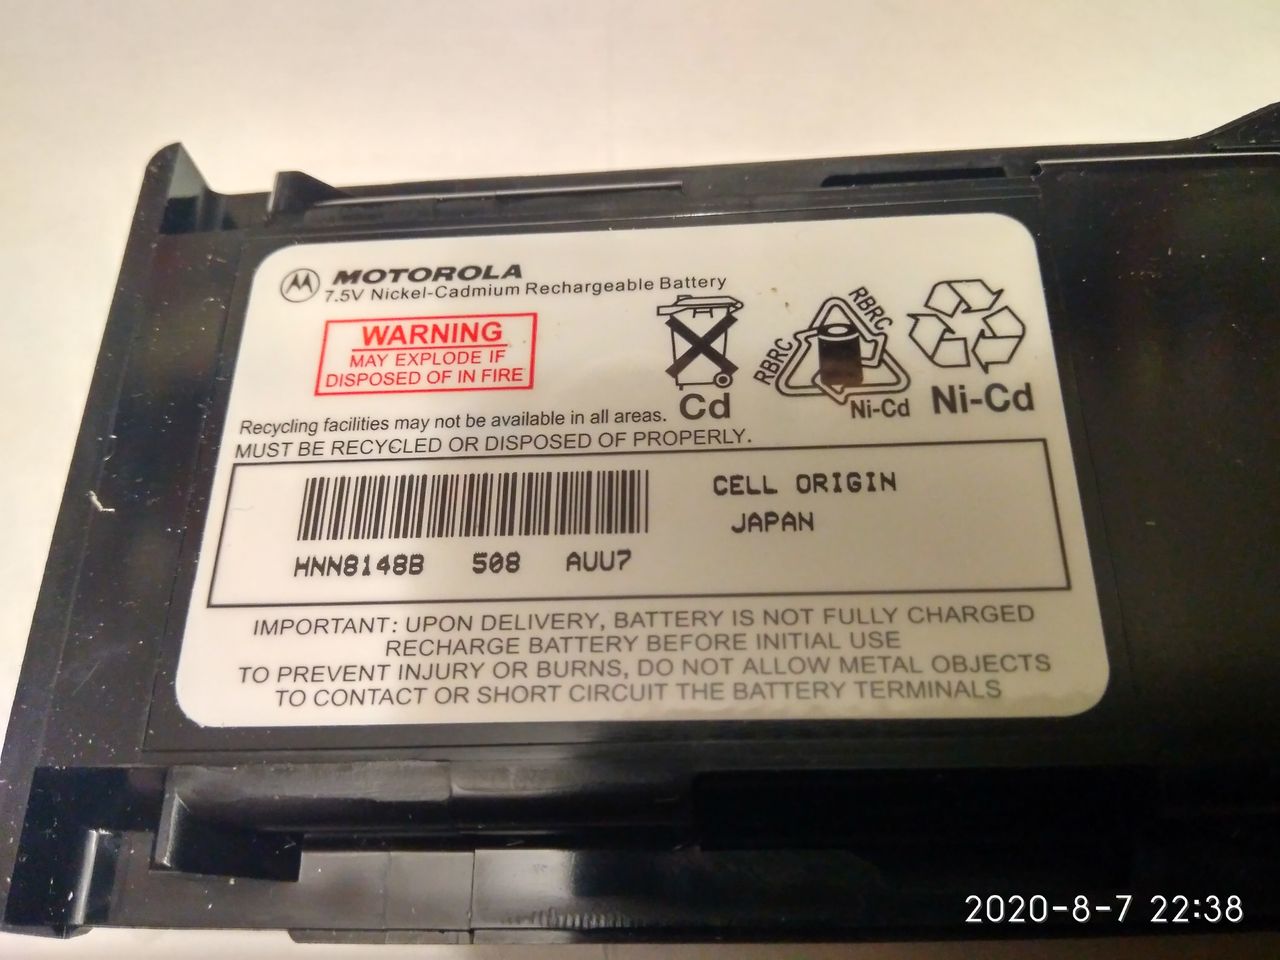 MOTOROLA
7.5V Nickel-Cadmium Rechargeable Battery
WARNING
MAY EXPLODE IF
DISPOSED OF IN FIRE
Cd
RBRC
RBRC
Ni-Cd
Ni-Cd
Recycling facilities may not be available in all areas.
MUST BE RECYCLED OR DISPOSED OF PROPERLY.
CELL ORIGIN
JAPAN
HNN8148B 508 AUU7
IMPORTANT: UPON DELIVERY, BATTERY IS NOT FULLY CHARGED
RECHARGE BATTERY BEFORE INITIAL USE
TO PREVENT INJURY OR BURNS, DO NOT ALLOW METAL OBJECTS
TO CONTACT OR SHORT CIRCUIT THE BATTERY TERMINALS
2020-8-7 22:38